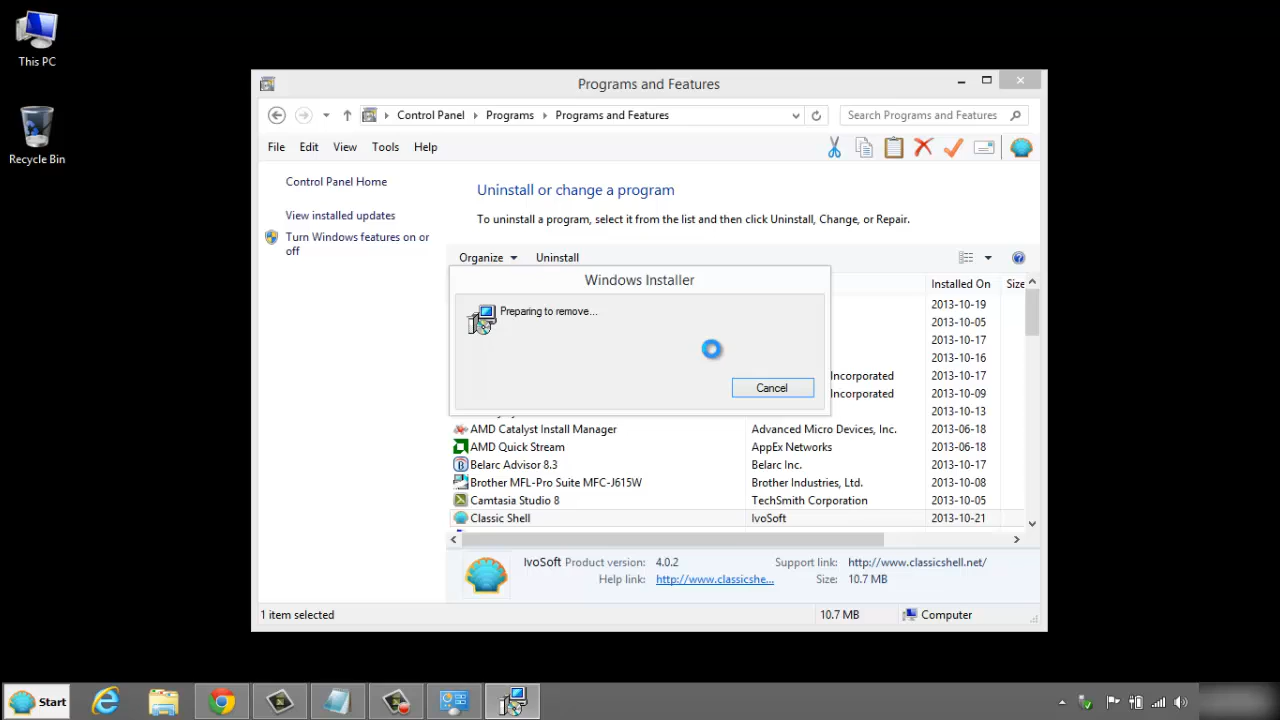 This PC
Recycle Bin
Programs and Features
Control Panel Programs Programs and Features
Search Programs and Features
File Edit View Tools Help
Control Panel Home
View installed updates
Turn Windows features on or
off
Uninstall or change a program
To uninstall a program, select it from the list and then click Uninstall, Change, or Repair.
Organize Uninstall
Windows Installer
Preparing to remove...
Cancel
Installed On Size
2013-10-19
2013-10-05
2013-10-17
2013-10-16
Incorporated 2013-10-17
Incorporated 2013-10-09
2013-10-13
AMD Catalyst Install Manager Advanced Micro Devices, Inc. 2013-06-18
AMD Quick Stream AppEx Networks 2013-06-18
Belarc Advisor 8.3 Belarc Inc. 2013-10-17
Brother MFL-Pro Suite MFC-J615W Brother Industries, Ltd. 2013-10-08
Camtasia Studio 8 TechSmith Corporation 2013-10-05
Classic Shell IvoSoft 2013-10-21
IvoSoft Product version: 4.0.2 Support link: http://www.classicshell.net/
Help link: http://www.classicshe... Size: 10.7 MB
1 item selected 10.7 MB Computer
Start